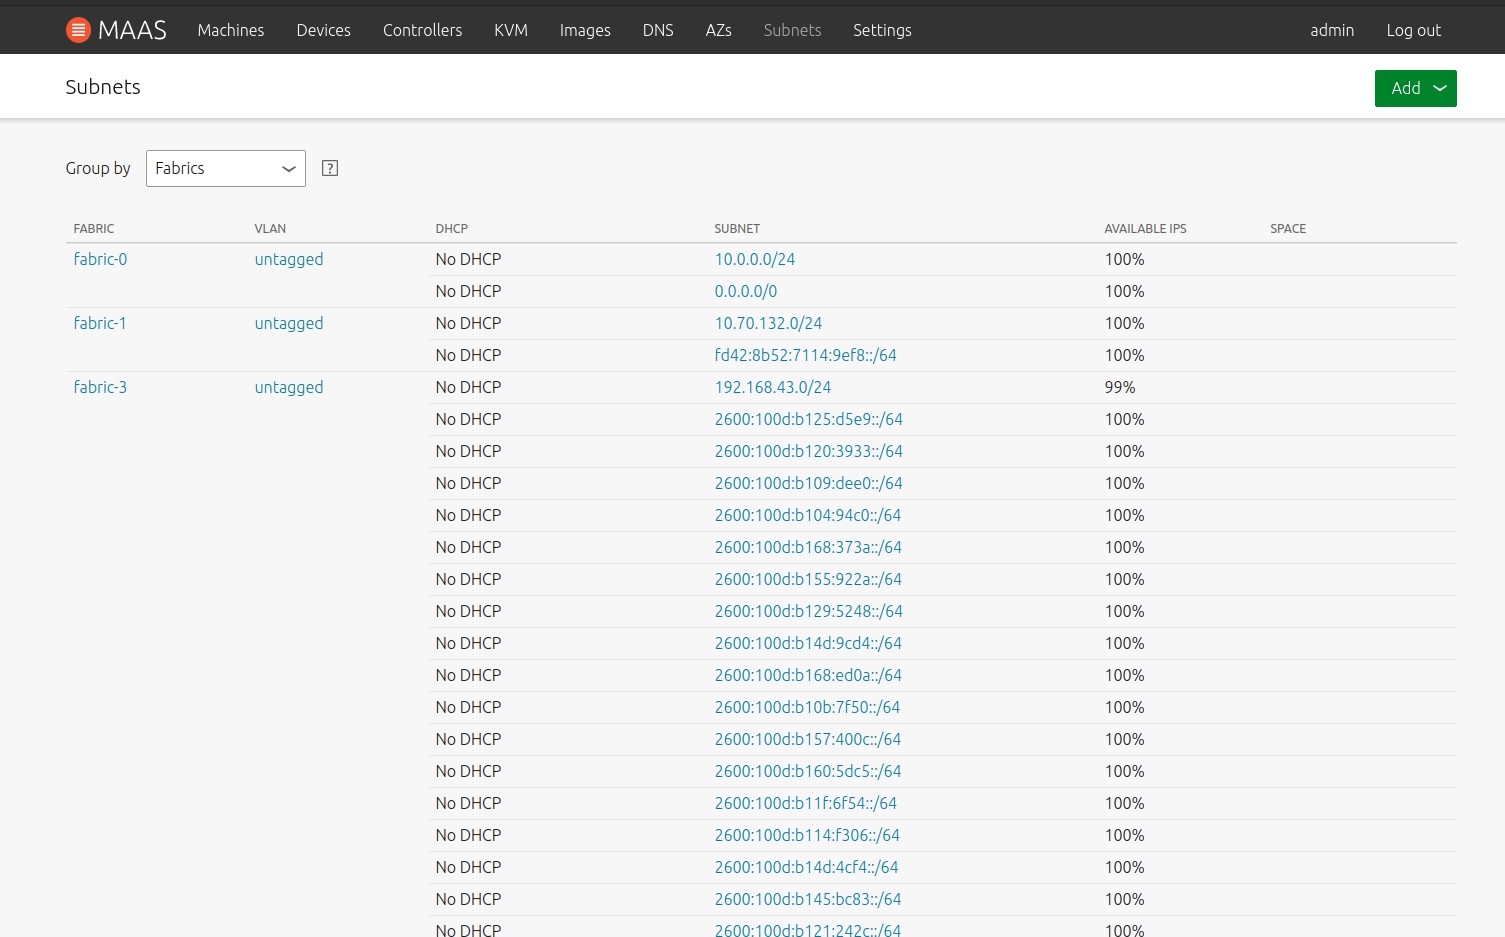 MAAS Machines Devices Controllers KVM Images DNS AZs Subnets Settings admin Log out
Subnets Add
Group by Fabrics ?
FABRIC VLAN DHCP SUBNET AVAILABLE IPS SPACE
fabric-0 untagged No DHCP 10.0.0.0/24 100%
No DHCP 0.0.0.0/0 100%
fabric-1 untagged No DHCP 10.70.132.0/24 100%
No DHCP fd42:8b52:7114:9ef8::/64 100%
fabric-3 untagged No DHCP 192.168.43.0/24 99%
No DHCP 2600:100d:b125:d5e9::/64 100%
No DHCP 2600:100d:b120:3933::/64 100%
No DHCP 2600:100d:b109:dee0::/64 100%
No DHCP 2600:100d:b104:94c0::/64 100%
No DHCP 2600:100d:b168:373a::/64 100%
No DHCP 2600:100d:b155:922a::/64 100%
No DHCP 2600:100d:b129:5248::/64 100%
No DHCP 2600:100d:b14d:9cd4::/64 100%
No DHCP 2600:100d:b168:ed0a::/64 100%
No DHCP 2600:100d:b10b:7f50::/64 100%
No DHCP 2600:100d:b157:400c::/64 100%
No DHCP 2600:100d:b160:5dc5::/64 100%
No DHCP 2600:100d:b11f:6f54::/64 100%
No DHCP 2600:100d:b114:f306::/64 100%
No DHCP 2600:100d:b14d:4cf4::/64 100%
No DHCP 2600:100d:b145:bc83::/64 100%
No DHCP 2600:100d:b121:242c::/64 100%